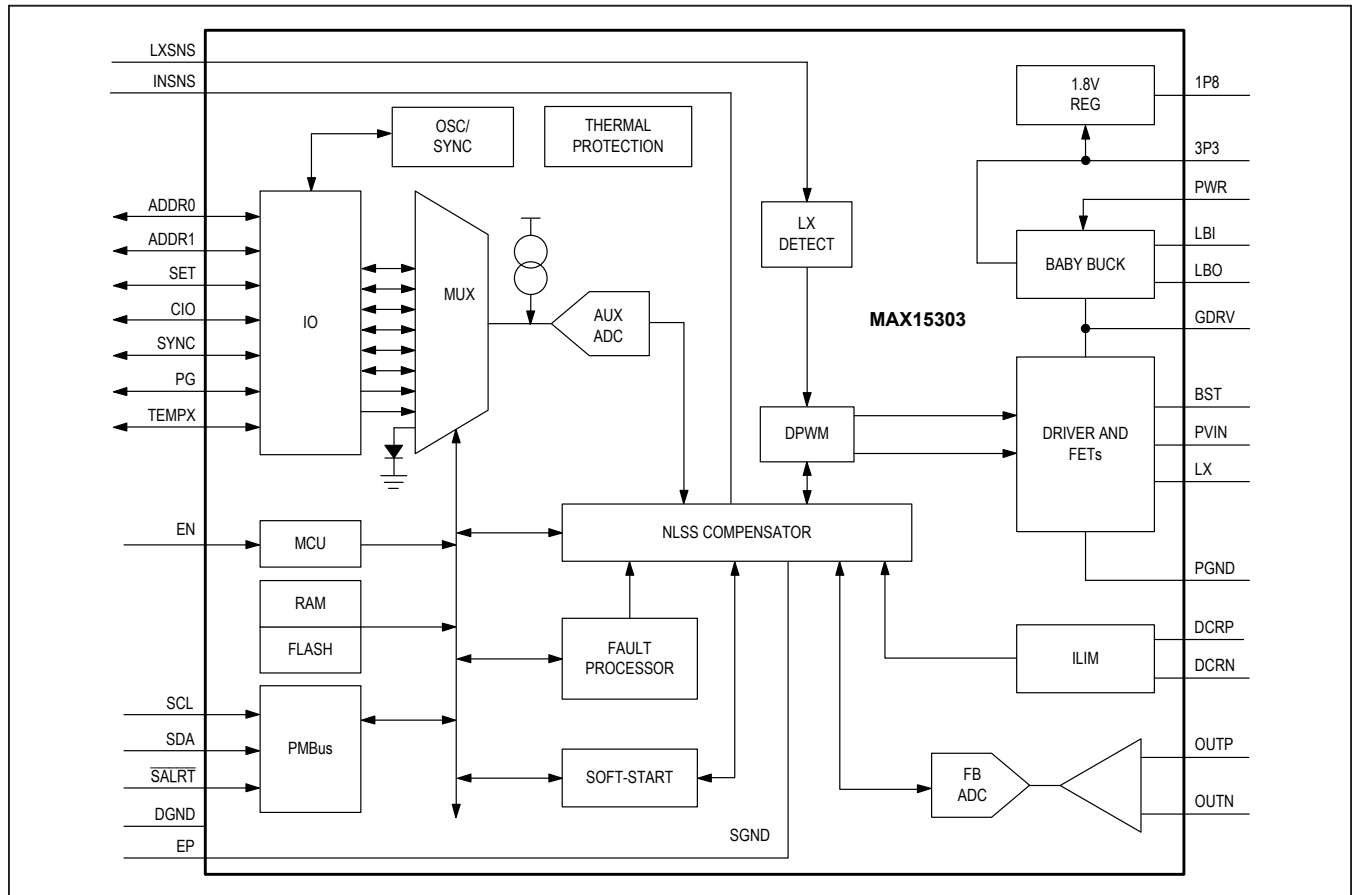 LXSNS
INSNS
OSC/
SYNC
THERMAL
PROTECTION
1.8V
REG
1P8
3P3
PWR
LBI
LBO
GDRV
BABY BUCK
LX
DETECT
MAX15303
ADDR0
ADDR1
SET
CIO
SYNC
PG
TEMPX
IO
MUX
AUX
ADC
DPWM
DRIVER AND
FETs
BST
PVIN
LX
PGND
EN
MCU
NLSS COMPENSATOR
RAM
FLASH
FAULT
PROCESSOR
ILIM
DCRP
DCRN
SCL
SDA
SALRT
DGND
EP
PMBus
SOFT-START
SGND
FB
ADC
OUTP
OUTN